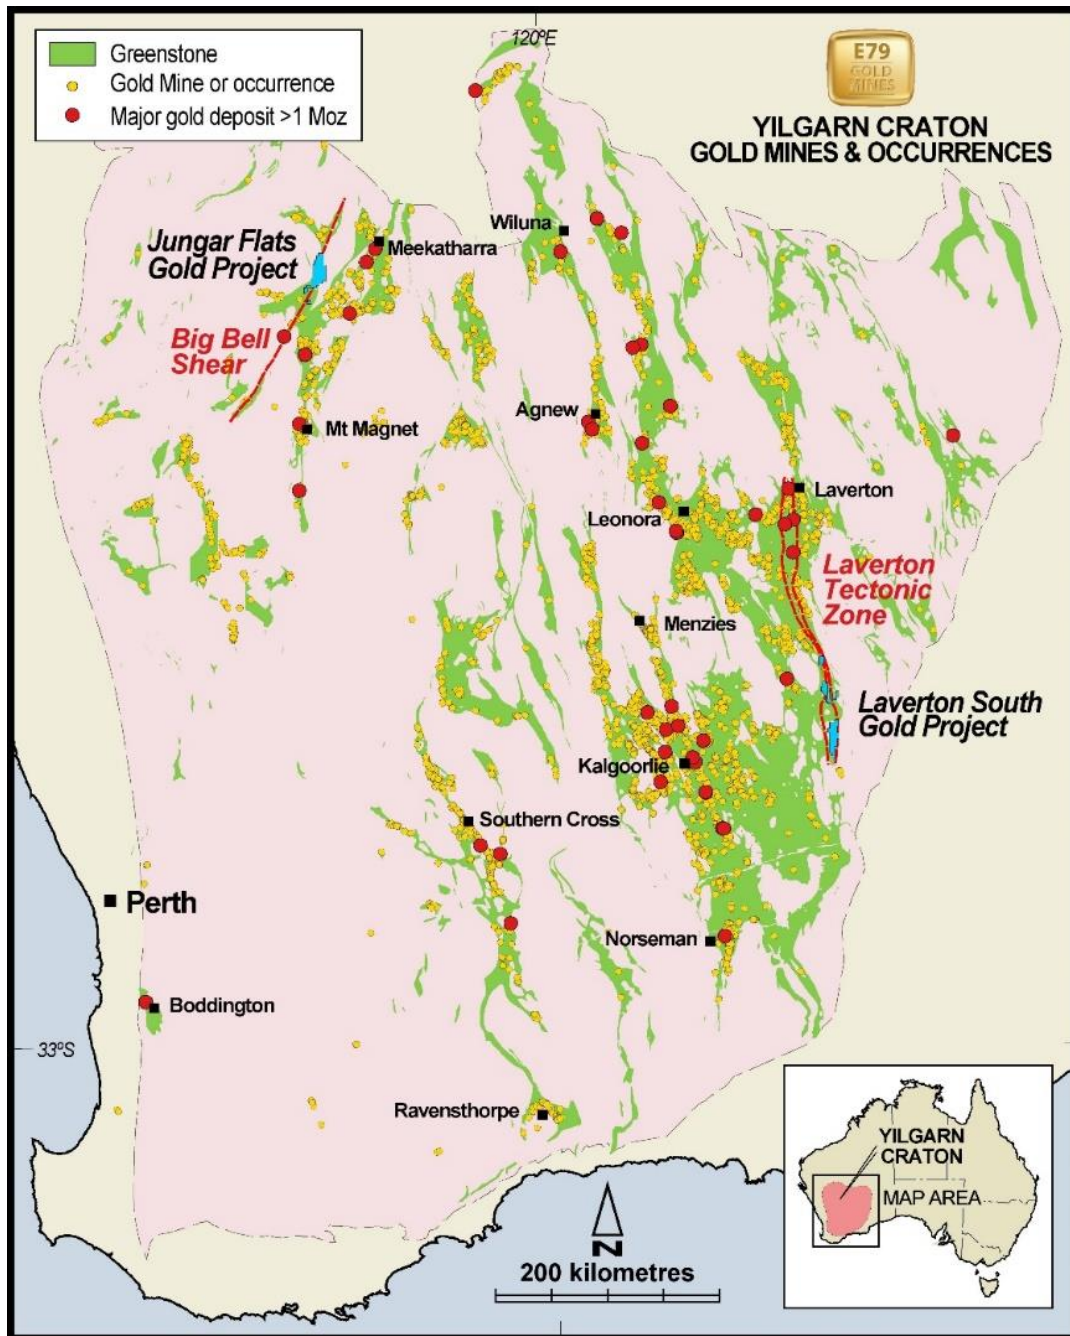 Greenstone
Gold Mine or occurrence
Major gold deposit >1 Moz
120ºE
E79
GOLD
MINES
YILGARN CRATON
GOLD MINES & OCCURRENCES
Wiluna
Jungar Flats
Gold Project
Meekatharra
Big Bell
Shear
Agnew
Mt Magnet
Laverton
Leonora
Laverton
Tectonic
Zone
Menzies
Laverton South
Gold Project
Kalgoorlie
Southern Cross
Perth
Norseman
Boddington
33ºS
Ravensthorpe
YILGARN
CRATON
MAP AREA
N
200 kilometres